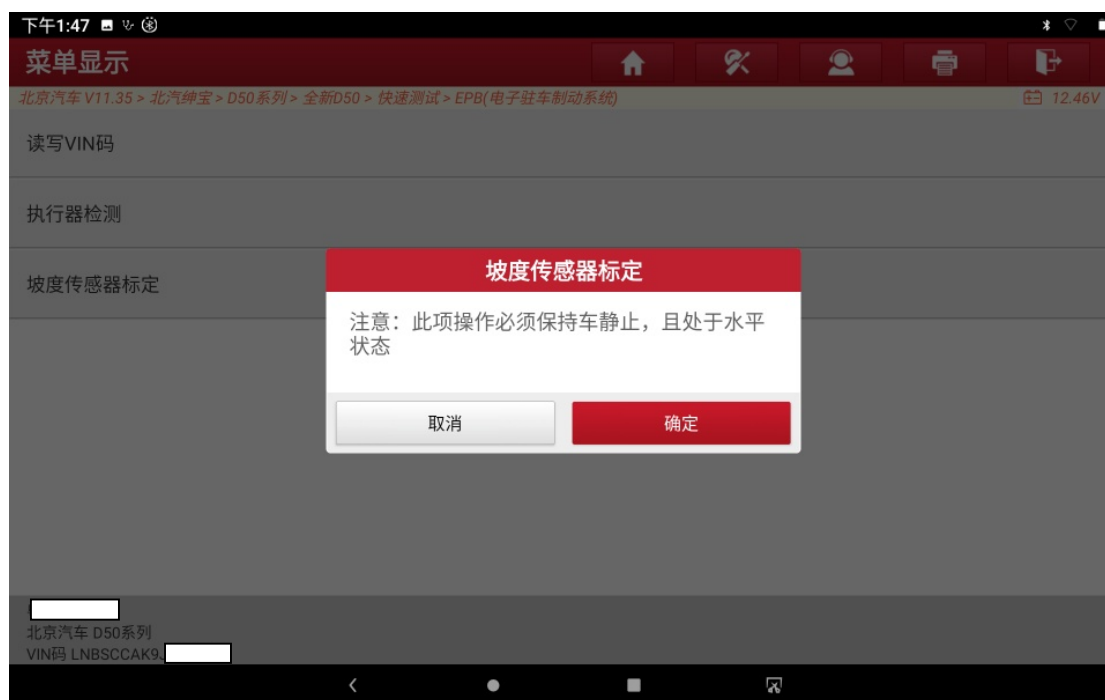 下午1:47
菜单显示
北京汽车 V11.35 > 北汽绅宝 > D50系列 > 全新D50 > 快速测试 > EPB(电子驻车制动系统)
12.46V
读写VIN码
执行器检测
坡度传感器标定
坡度传感器标定
注意：此项操作必须保持车静止，且处于水平
状态
取消
确定
北京汽车 D50系列
VIN码 LNBSCCAK9